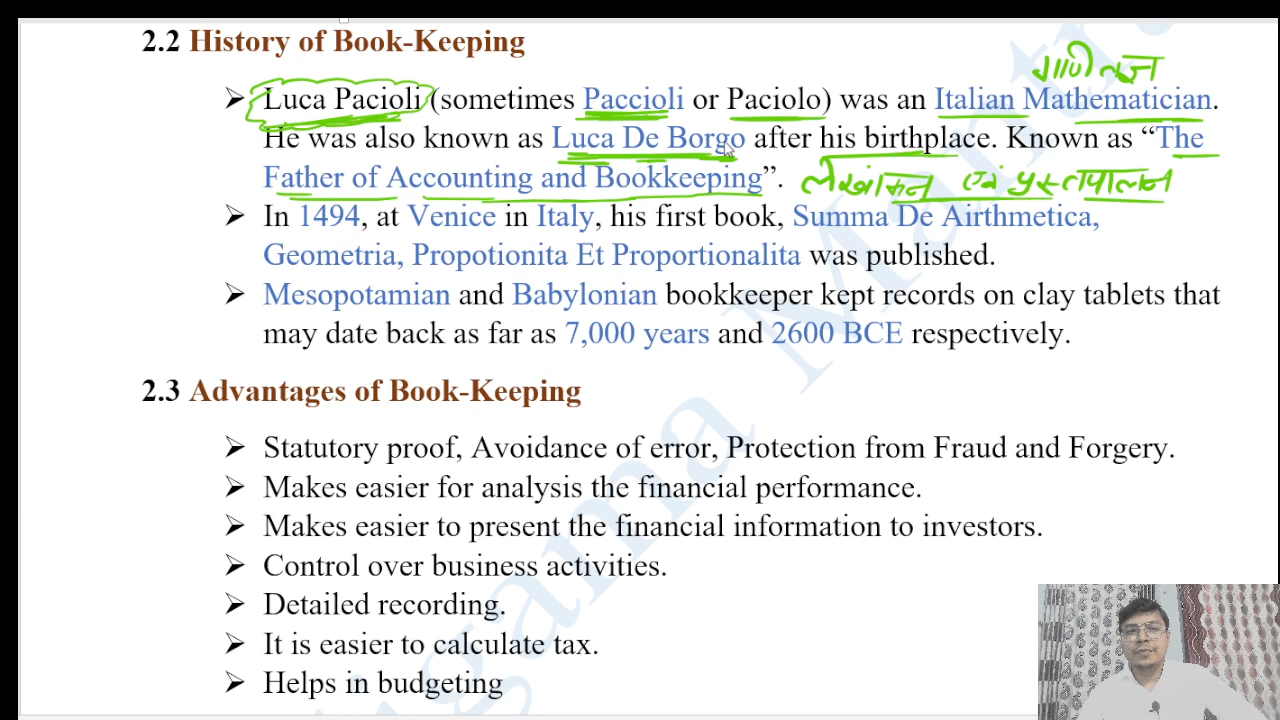 2.2 History of Book-Keeping
गणितज्ञ
➢ Luca Pacioli (sometimes Paccioli or Paciolo) was an Italian Mathematician.
He was also known as Luca De Borgo after his birthplace. Known as “The
Father of Accounting and Bookkeeping”. लेखांकन एवं पुस्तपालन
➢ In 1494, at Venice in Italy, his first book, Summa De Airthmetica,
Geometria, Propotionita Et Proportionalita was published.
➢ Mesopotamian and Babylonian bookkeeper kept records on clay tablets that
may date back as far as 7,000 years and 2600 BCE respectively.
2.3 Advantages of Book-Keeping
➢ Statutory proof, Avoidance of error, Protection from Fraud and Forgery.
➢ Makes easier for analysis the financial performance.
➢ Makes easier to present the financial information to investors.
➢ Control over business activities.
➢ Detailed recording.
➢ It is easier to calculate tax.
➢ Helps in budgeting